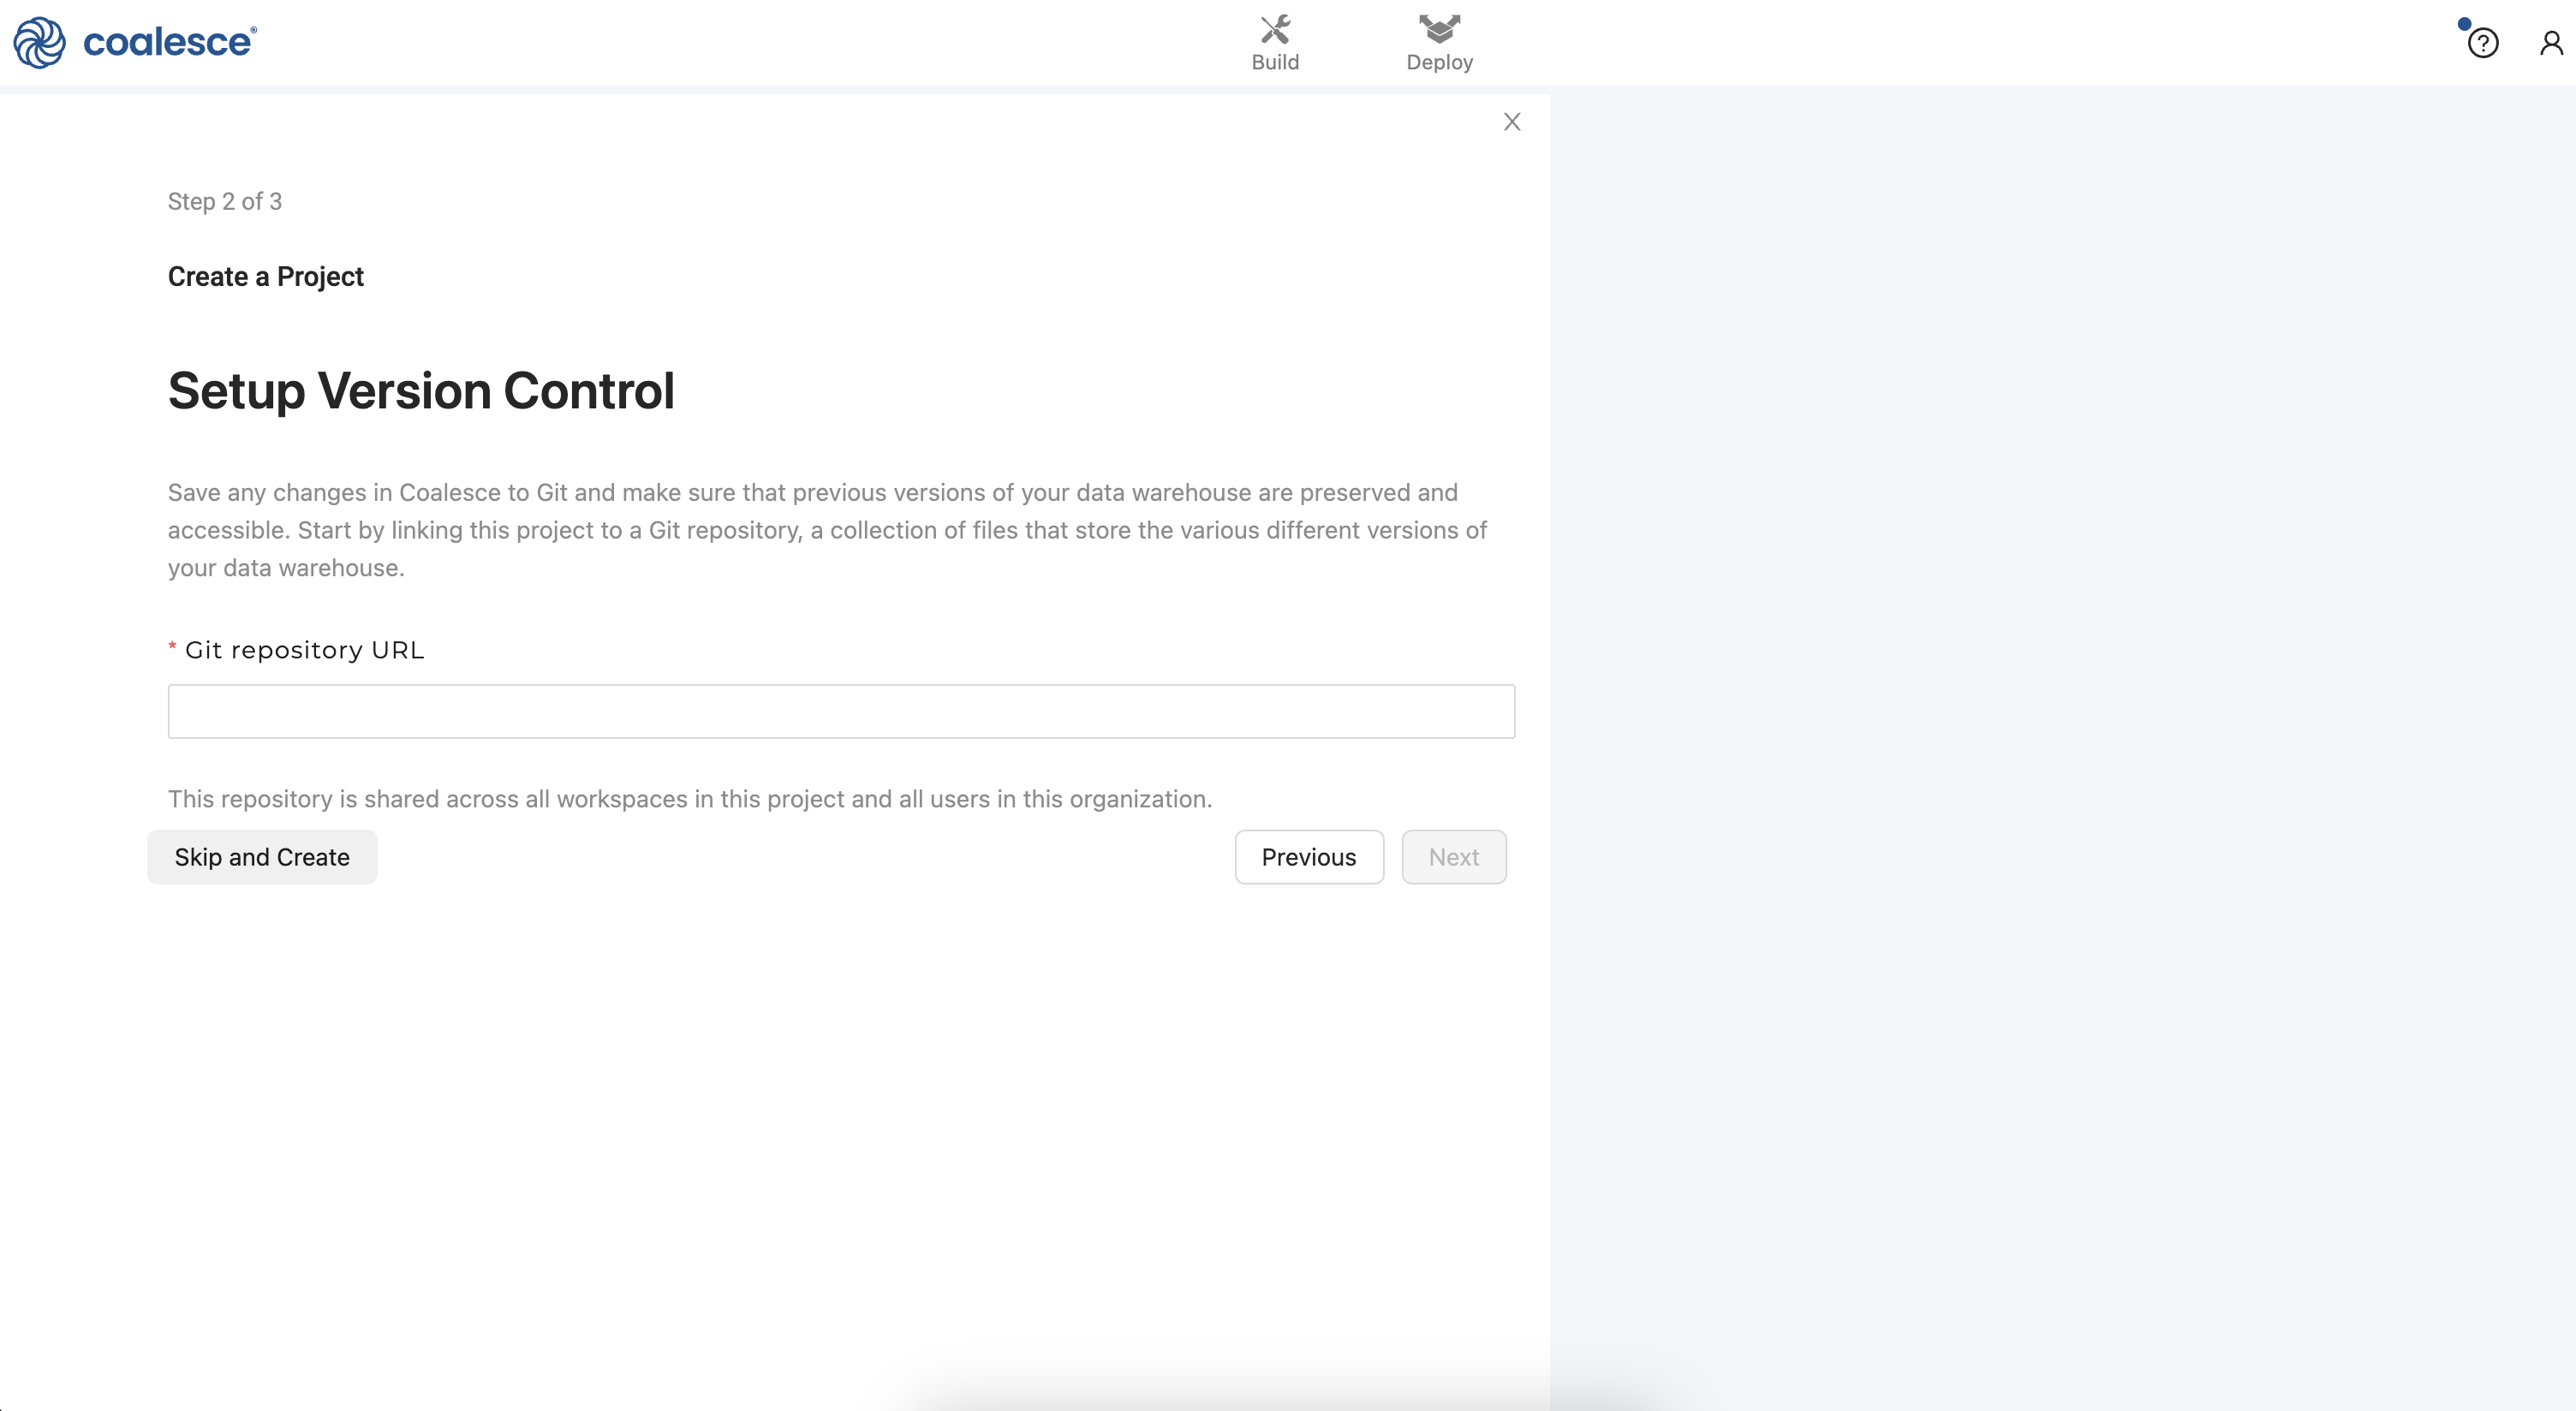 coalesce®
Build
Deploy
Step 2 of 3
Create a Project
Setup Version Control
Save any changes in Coalesce to Git and make sure that previous versions of your data warehouse are preserved and
accessible. Start by linking this project to a Git repository, a collection of files that store the various different versions of
your data warehouse.
* Git repository URL
This repository is shared across all workspaces in this project and all users in this organization.
Skip and Create
Previous
Next